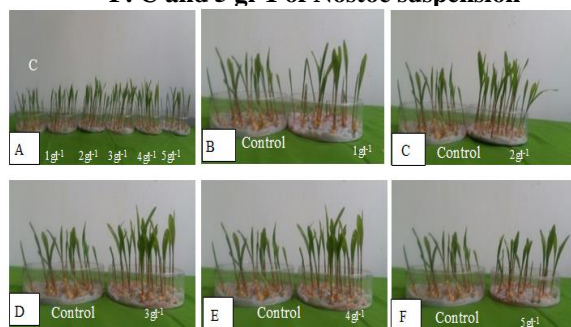 F: C and 5 gl-1 of Nostoc suspension
C
A 1gl-1 2gl-1 3gl-1 4gl-1 5gl-1
B Control 1gl-1
C Control 2gl-1
D Control 3gl-1
E Control 4gl-1
F Control 5gl-1